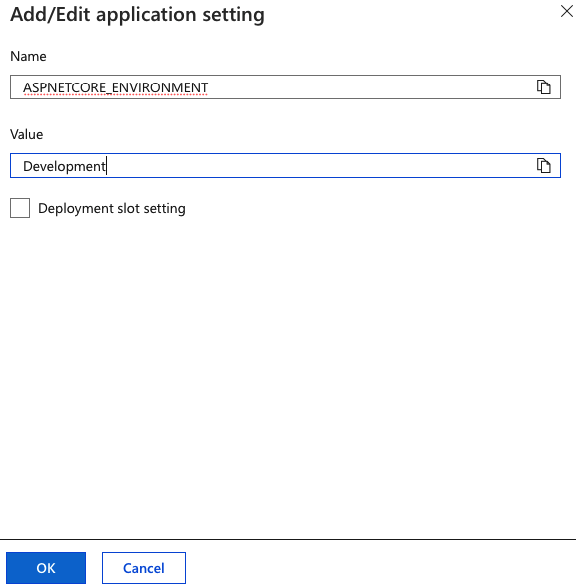 Add/Edit application setting
Name
ASPNETCORE_ENVIRONMENT
Value
Development
Deployment slot setting
OK
Cancel